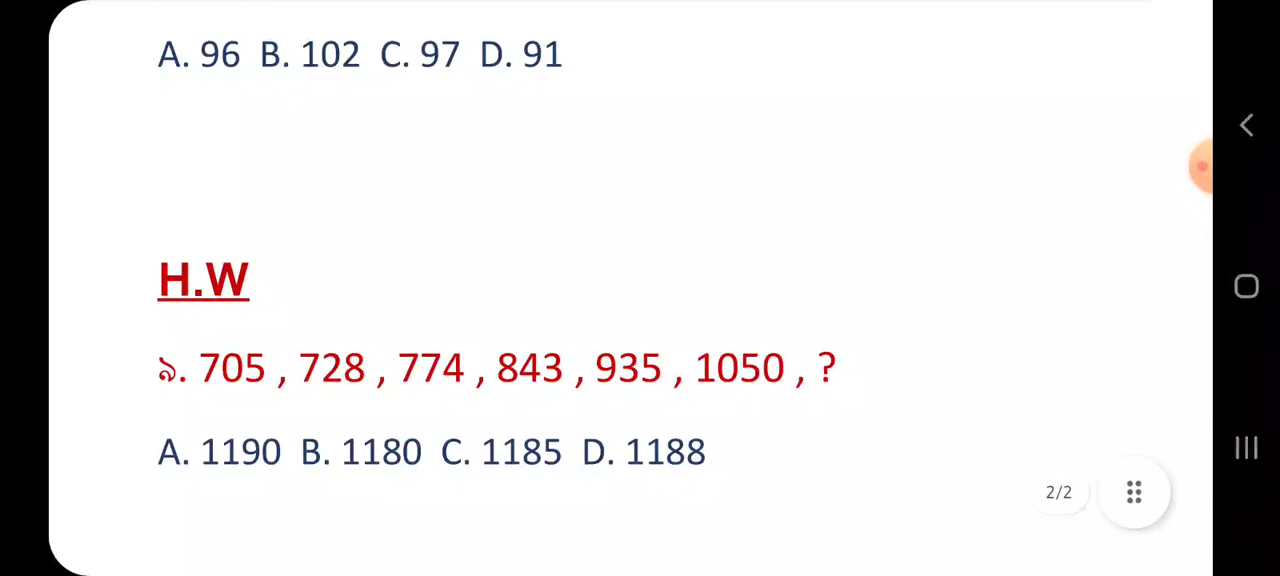 A. 96 B. 102 C. 97 D. 91
H.W
৯. 705 , 728 , 774 , 843 , 935 , 1050 , ?
A. 1190 B. 1180 C. 1185 D. 1188
2/2